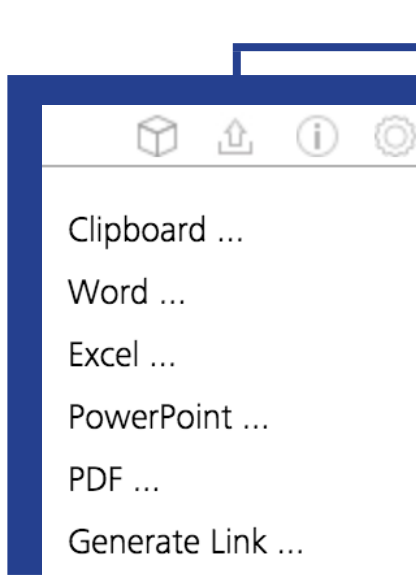 Clipboard ...
Word ...
Excel ...
PowerPoint ...
PDF ...
Generate Link ...